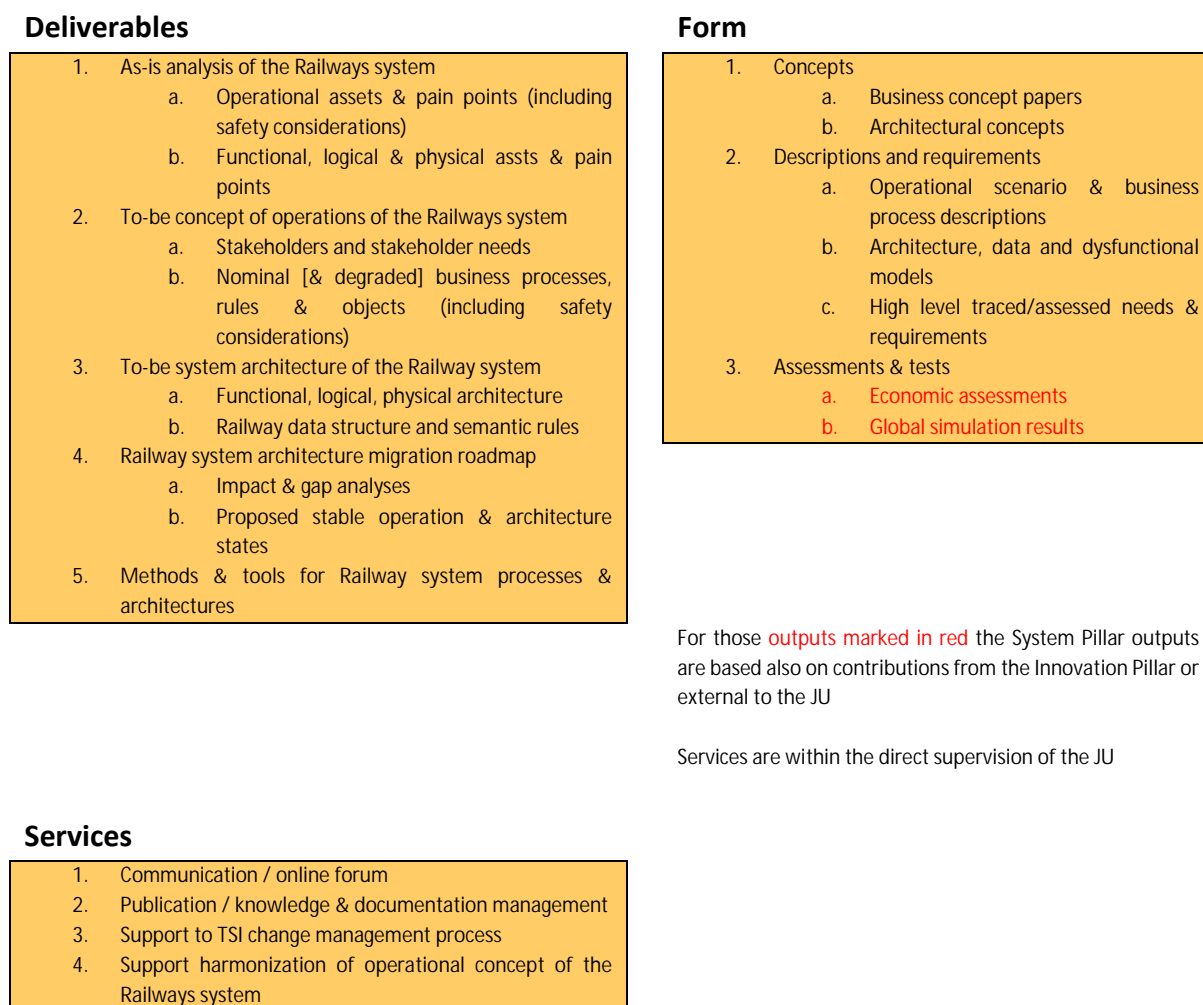 Deliverables
1. As-is analysis of the Railways system
a. Operational assets & pain points (including
safety considerations)
b. Functional, logical & physical assts & pain
points
2. To-be concept of operations of the Railways system
a. Stakeholders and stakeholder needs
b. Nominal [& degraded] business processes,
rules & objects (including safety
considerations)
3. To-be system architecture of the Railway system
a. Functional, logical, physical architecture
b. Railway data structure and semantic rules
4. Railway system architecture migration roadmap
a. Impact & gap analyses
b. Proposed stable operation & architecture
states
5. Methods & tools for Railway system processes &
architectures
Form
1. Concepts
a. Business concept papers
b. Architectural concepts
2. Descriptions and requirements
a. Operational scenario & business
process descriptions
b. Architecture, data and dysfunctional
models
c. High level traced/assessed needs &
requirements
3. Assessments & tests
a. Economic assessments
b. Global simulation results
For those outputs marked in red the System Pillar outputs
are based also on contributions from the Innovation Pillar or
external to the JU
Services are within the direct supervision of the JU
Services
1. Communication / online forum
2. Publication / knowledge & documentation management
3. Support to TSI change management process
4. Support harmonization of operational concept of the
Railways system